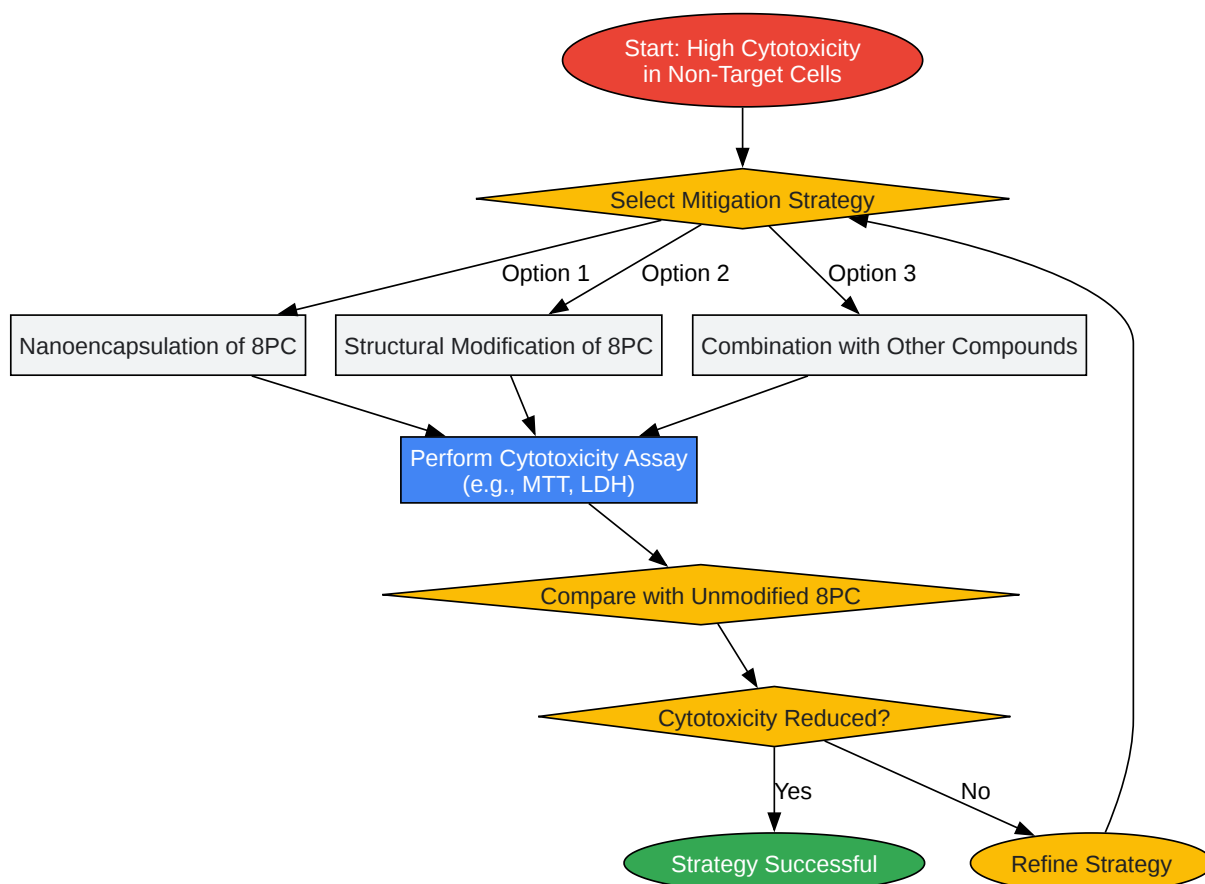 Start: High Cytotoxicity
in Non-Target Cells
Select Mitigation Strategy
Option 1
Option 2
Option 3
Nanoencapsulation of 8PC
Structural Modification of 8PC
Combination with Other Compounds
Perform Cytotoxicity Assay
(e.g., MTT, LDH)
Compare with Unmodified 8PC
Cytotoxicity Reduced?
Yes
No
Strategy Successful
Refine Strategy